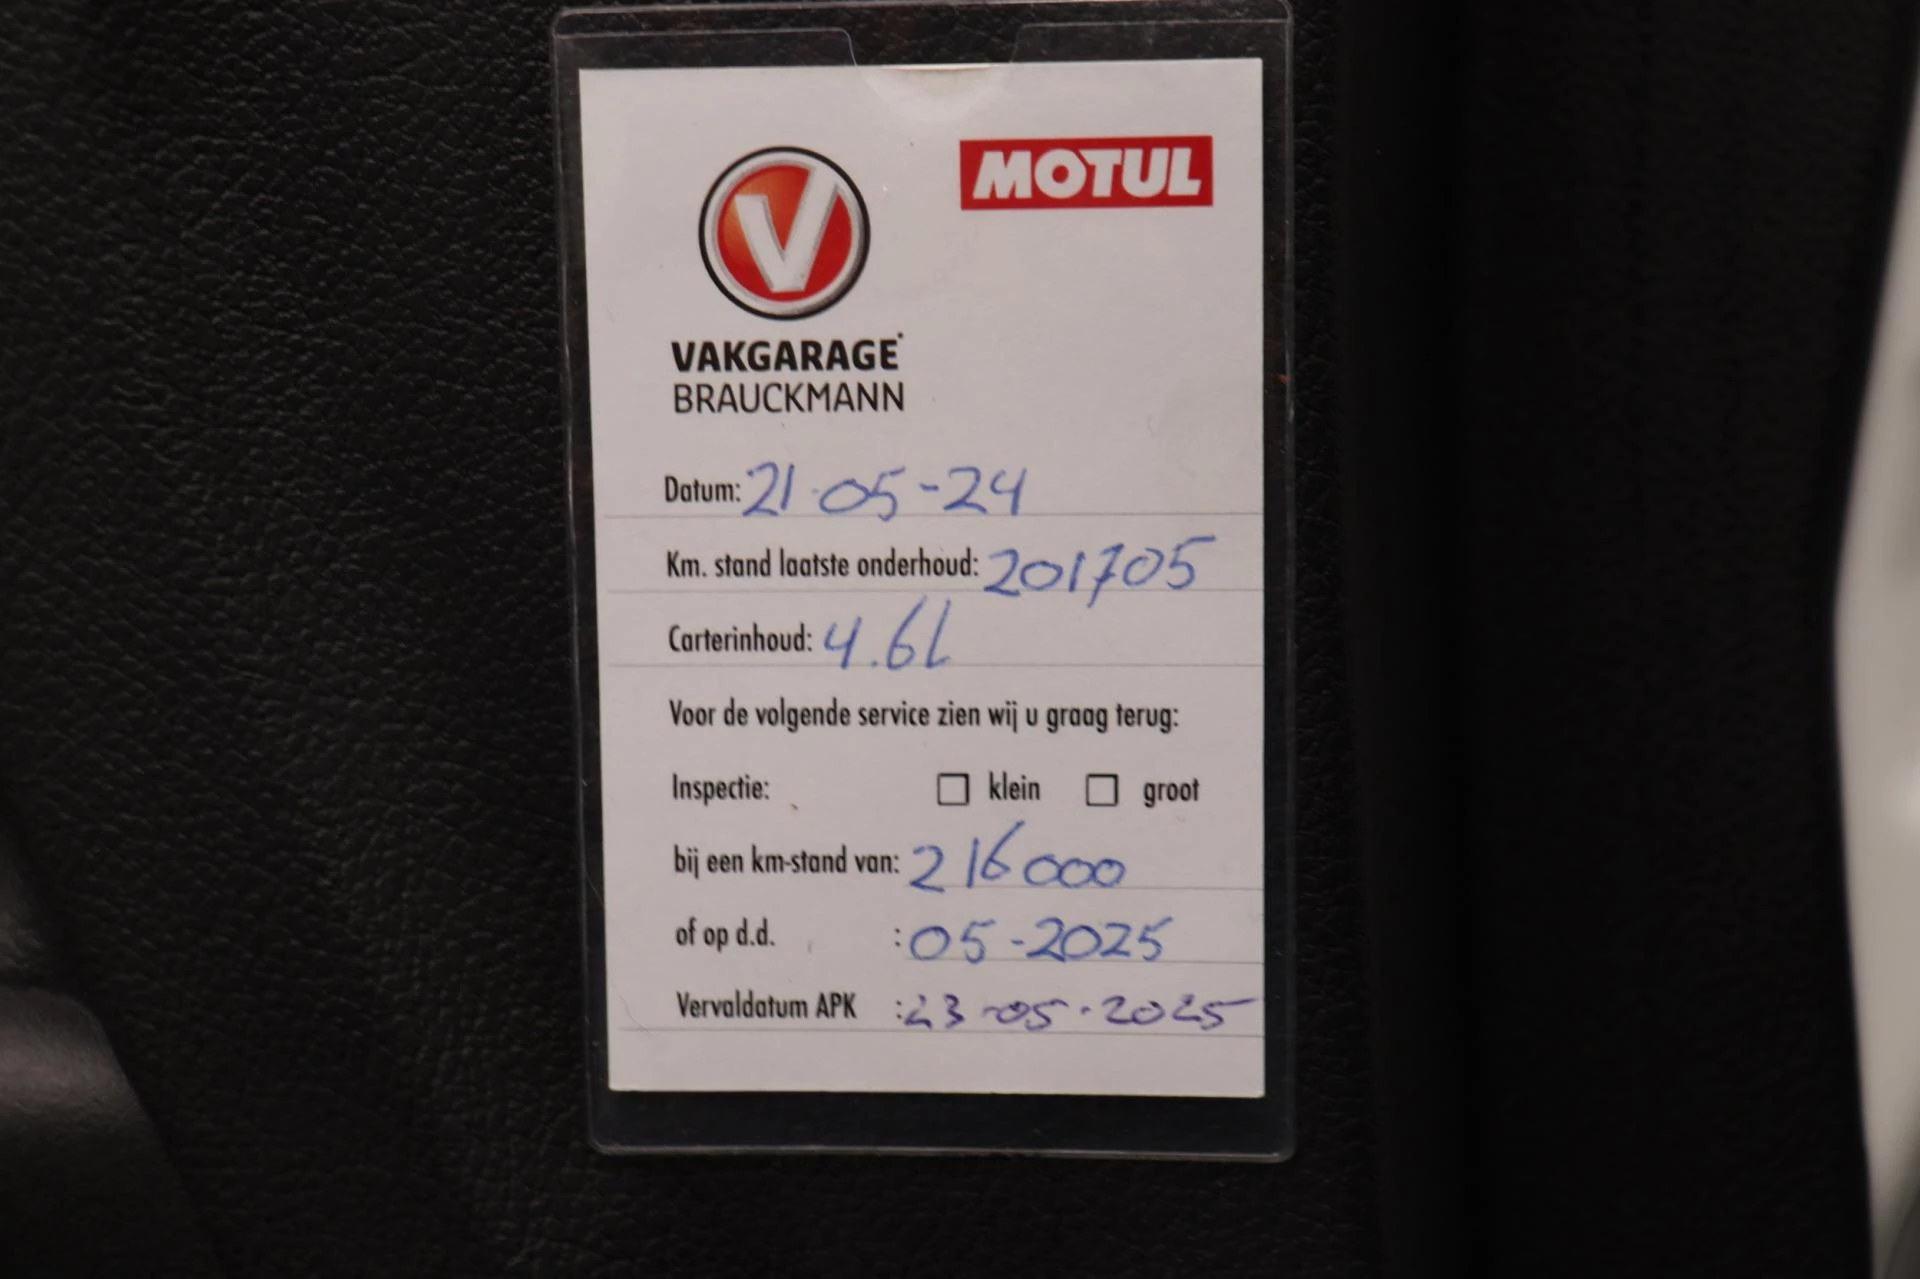 V
MOTUL
VAKGARAGE
BRAUCKMANN
Datum: 21-05-24
Km. stand laatste onderhoud: 201705
Carterinhoud: 4.6L
Voor de volgende service zien wij u graag terug:
Inspectie: ☐ klein ☐ groot
bij een km-stand van: 216000
of op d.d. : 05-2025
Vervaldatum APK : 23-05-2025